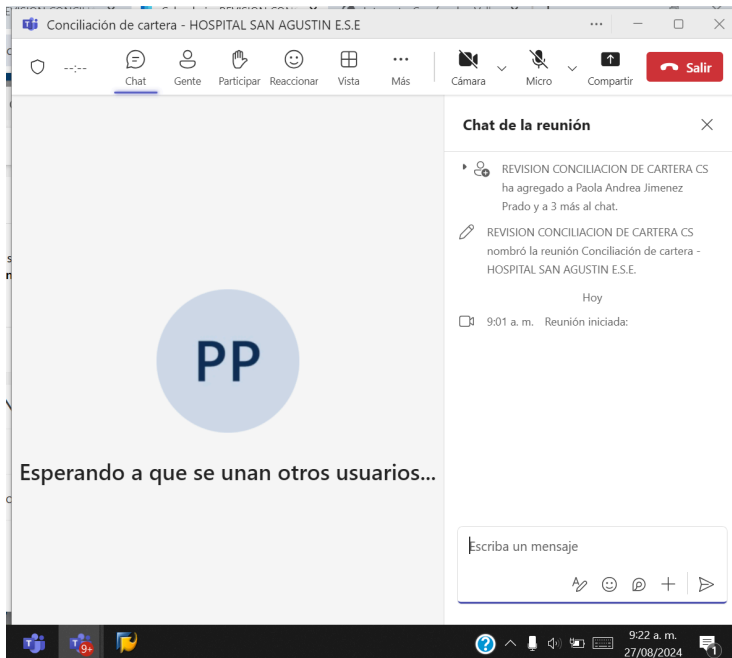 Conciliación de cartera - HOSPITAL SAN AGUSTIN E.S.E
--:--
Chat
Gente
Participar
Reaccionar
Vista
Más
Cámara
Micro
Compartir
Salir
Chat de la reunión
REVISION CONCILIACION DE CARTERA CS
ha agregado a Paola Andrea Jimenez
Prado y a 3 más al chat.
REVISION CONCILIACION DE CARTERA CS
nombró la reunión Conciliación de cartera -
HOSPITAL SAN AGUSTIN E.S.E.
Hoy
9:01 a. m. Reunión iniciada:
PP
Esperando a que se unan otros usuarios...
Escriba un mensaje
9+
9:22 a. m.
27/08/2024
1